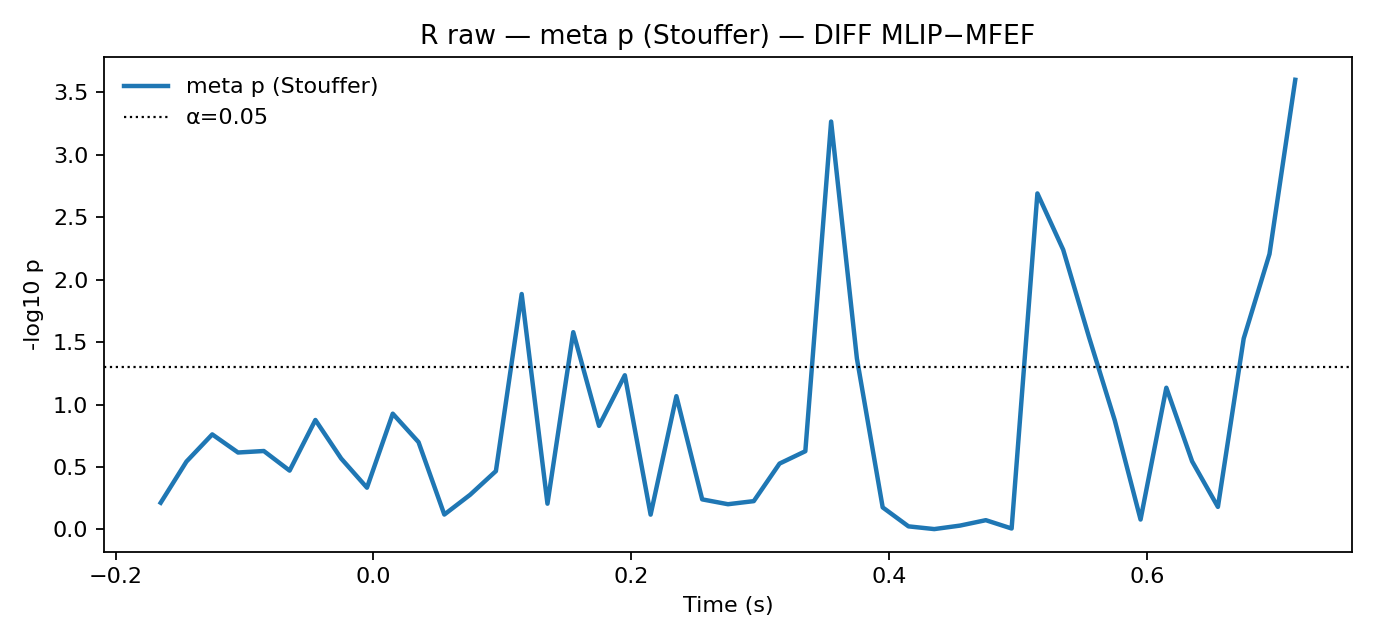 R raw — meta p (Stouffer) — DIFF MLIP−MFEF
meta p (Stouffer)
α=0.05
-log10 p
3.5
3.0
2.5
2.0
1.5
1.0
0.5
0.0
−0.2 0.0 0.2 0.4 0.6
Time (s)